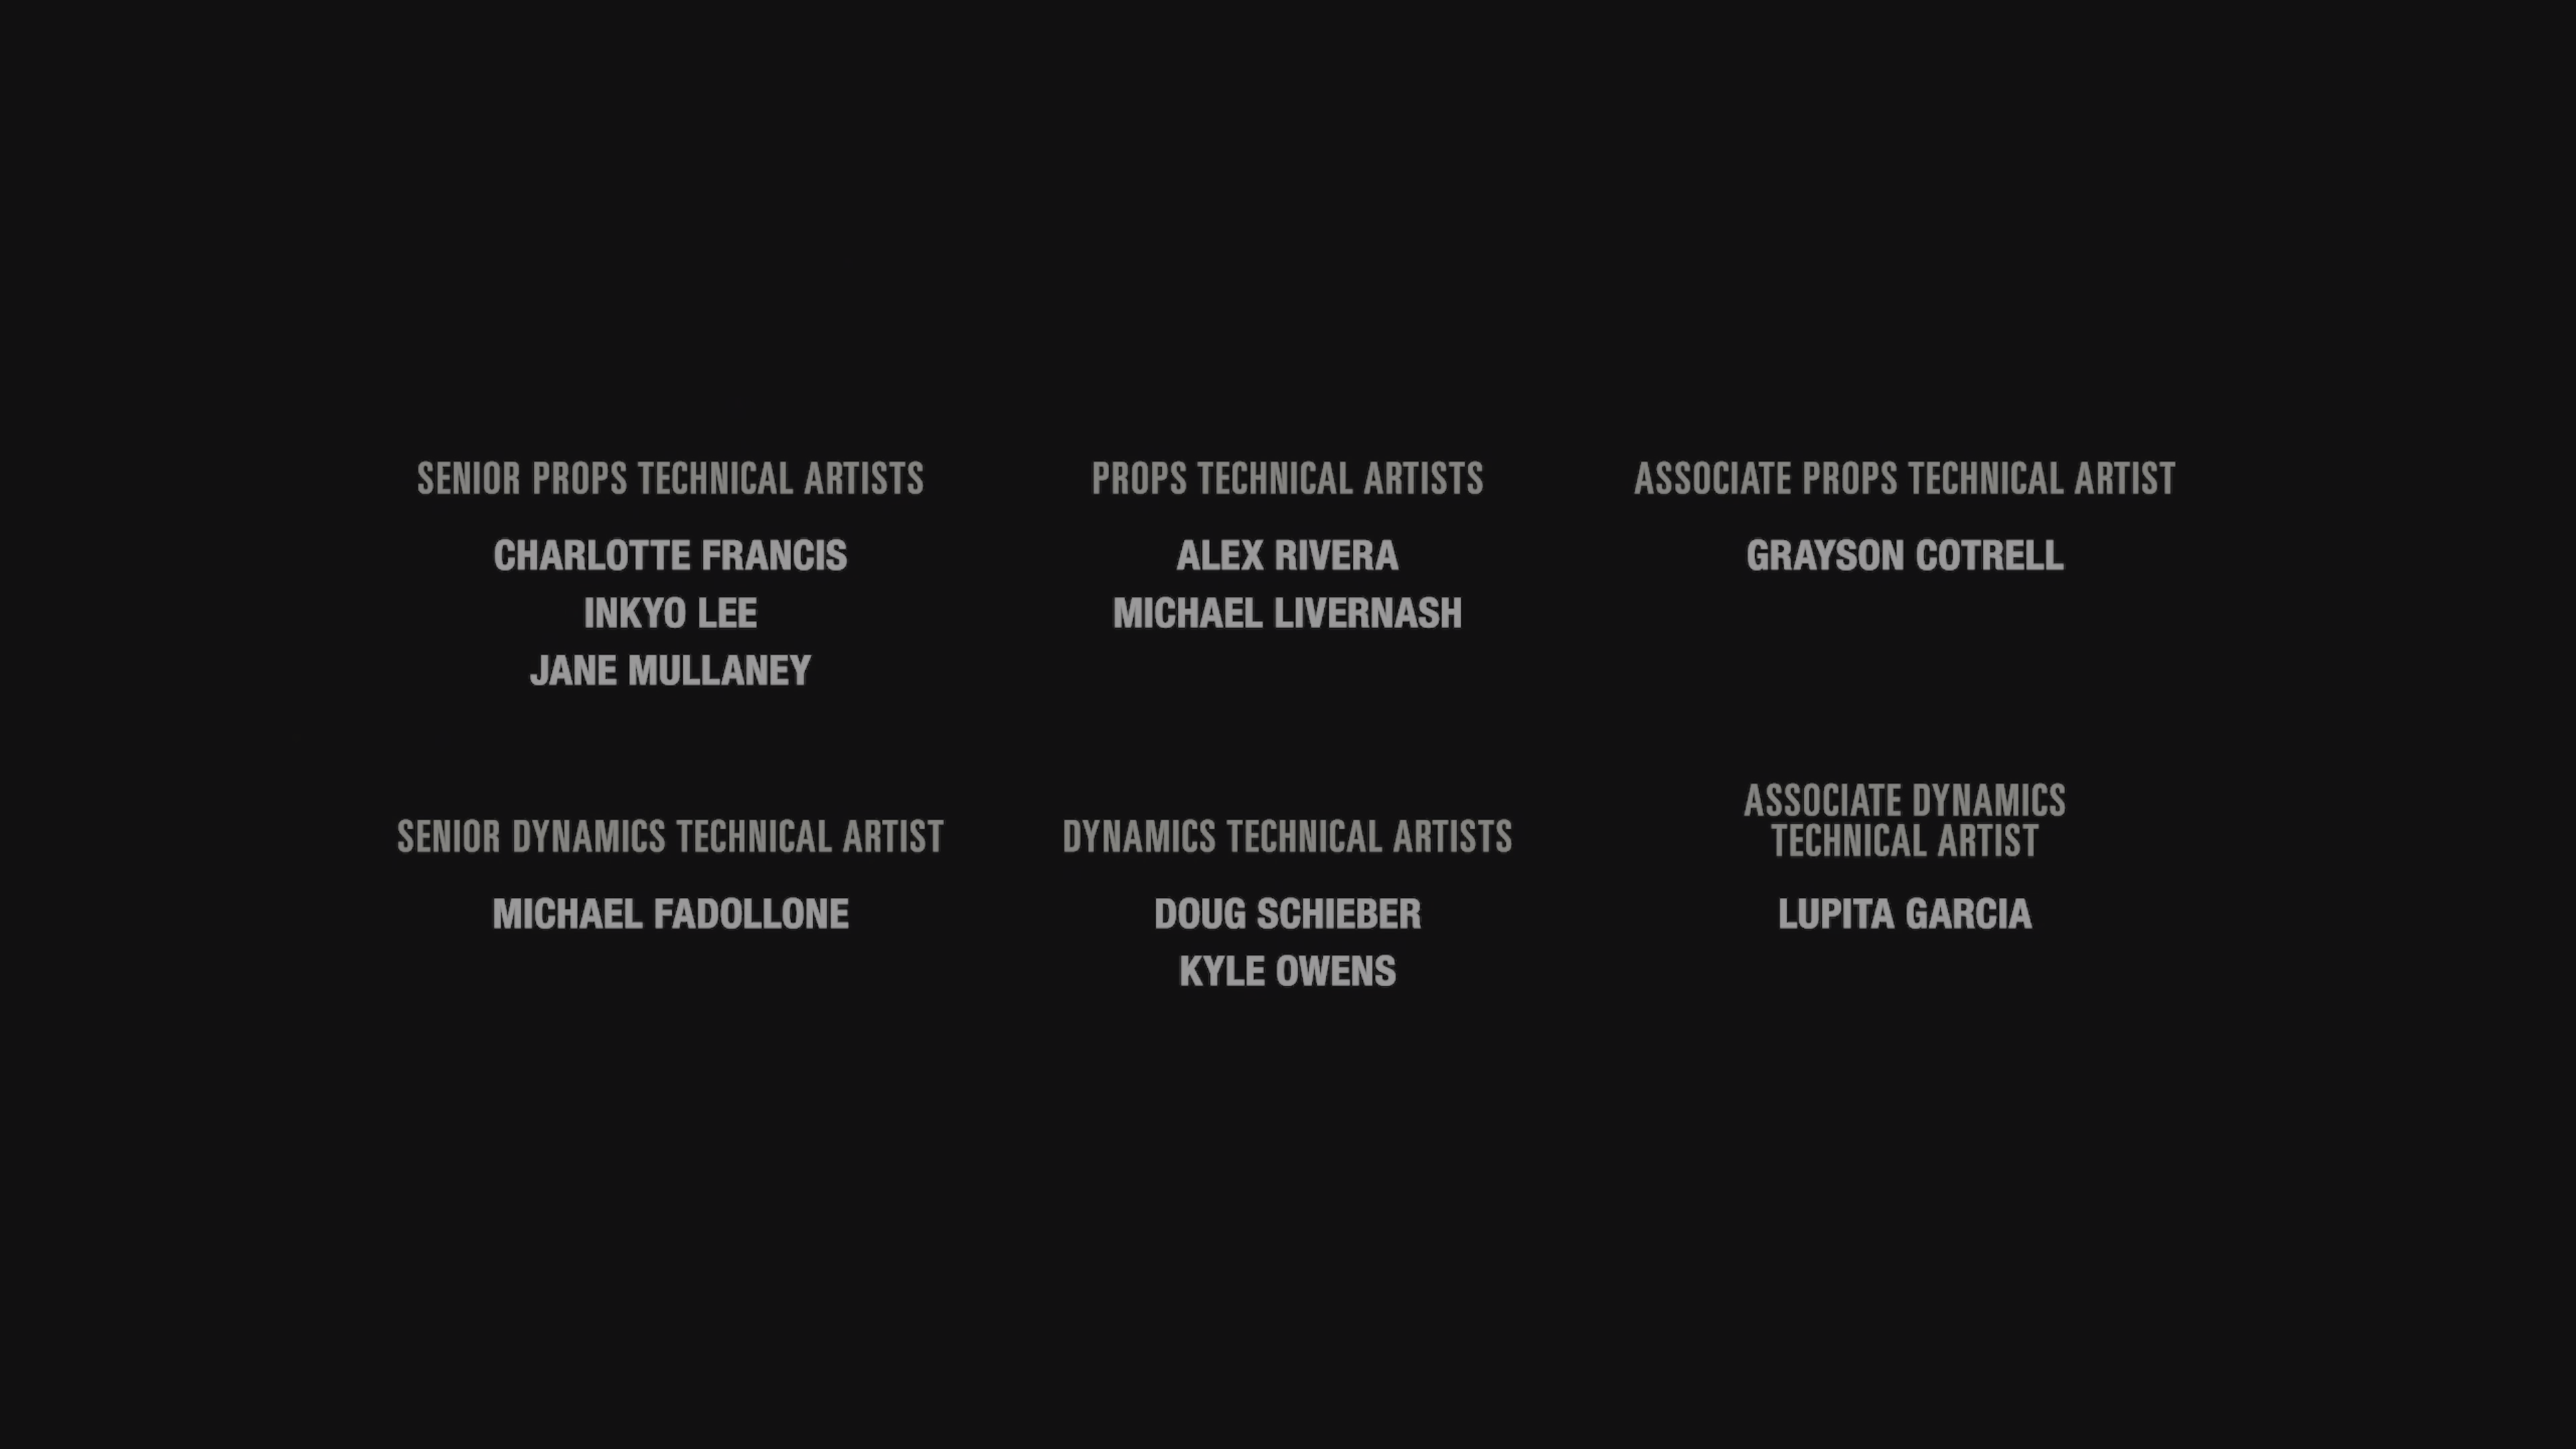 SENIOR PROPS TECHNICAL ARTISTS
CHARLOTTE FRANCIS
INKYO LEE
JANE MULLANEY
PROPS TECHNICAL ARTISTS
ALEX RIVERA
MICHAEL LIVERNASH
ASSOCIATE PROPS TECHNICAL ARTIST
GRAYSON COTRELL
SENIOR DYNAMICS TECHNICAL ARTIST
MICHAEL FADOLLONE
DYNAMICS TECHNICAL ARTISTS
DOUG SCHIEBER
KYLE OWENS
ASSOCIATE DYNAMICS
TECHNICAL ARTIST
LUPITA GARCIA